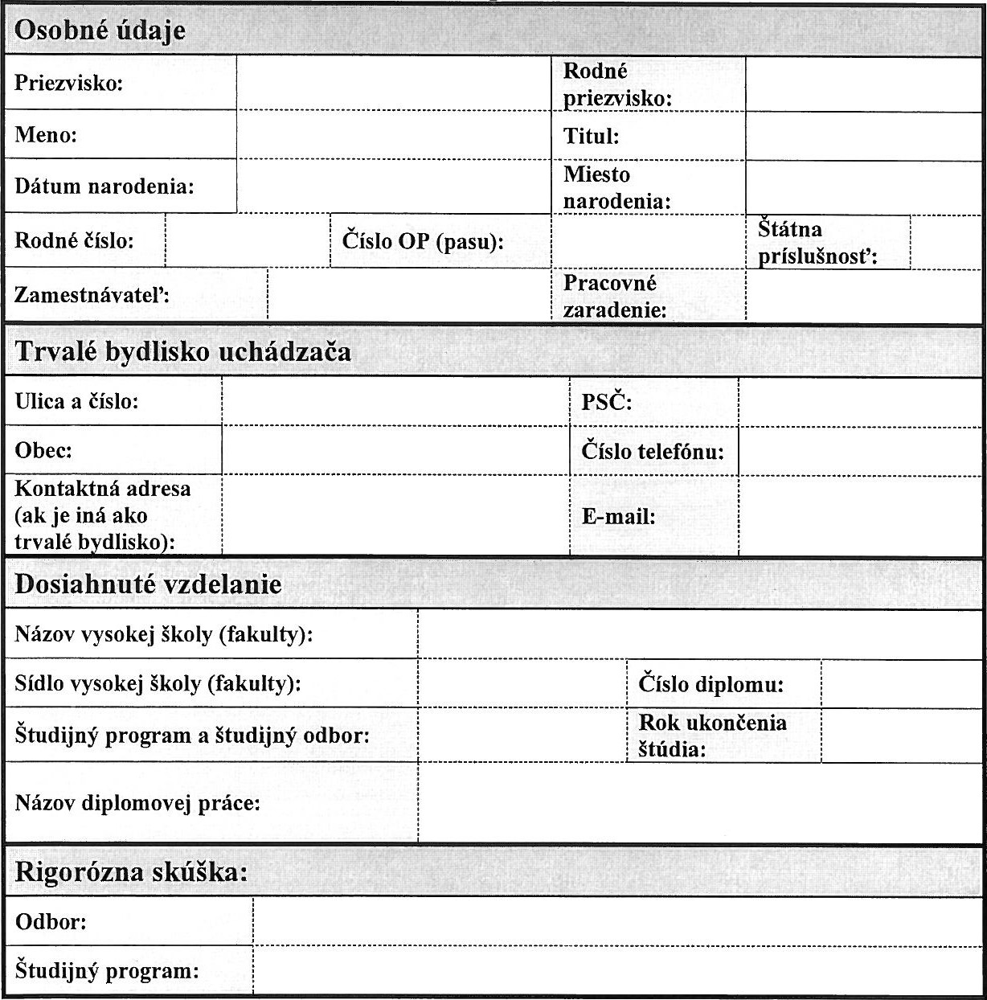 Osobné údaje
Priezvisko:
Rodné
priezvisko:
Meno:
Titul:
Dátum narodenia:
Miesto
narodenia:
Rodné číslo:
Číslo OP (pasu):
Štátna
príslušnosť:
Zamestnávateľ:
Pracovné
zaradenie:
Trvalé bydlisko uchádzača
Ulica a číslo:
PSČ:
Obec:
Číslo telefónu:
Kontaktná adresa
(ak je iná ako
trvalé bydlisko):
E-mail:
Dosiahnuté vzdelanie
Názov vysokej školy (fakulty):
Sídlo vysokej školy (fakulty):
Číslo diplomu:
Študijný program a študijný odbor:
Rok ukončenia
štúdia:
Názov diplomovej práce:
Rigorózna skúška:
Odbor:
Študijný program: